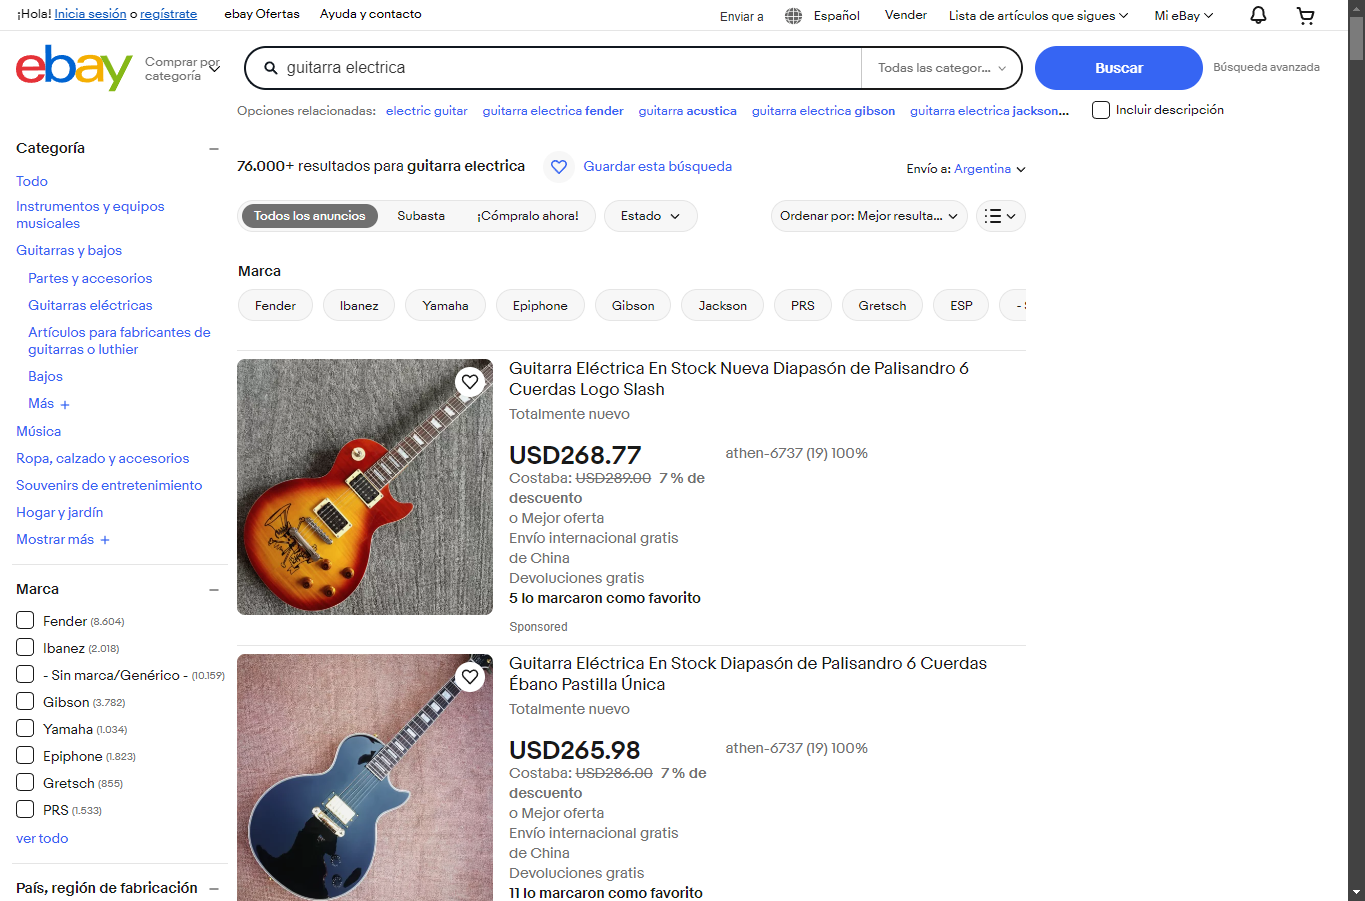 ¡Hola! Inicia sesión o regístrate
ebay Ofertas
Ayuda y contacto
Enviar a
Español
Vender
Lista de artículos que sigues
Mi eBay
ebay
Comprar por
categoría
guitarra electrica
Todas las categor...
Buscar
Búsqueda avanzada
Opciones relacionadas: electric guitar guitarra electrica fender guitarra acustica guitarra electrica gibson guitarra electrica jackson...
Incluir descripción
Categoría
Todo
Instrumentos y equipos
musicales
Guitarras y bajos
Partes y accesorios
Guitarras eléctricas
Artículos para fabricantes de
guitarras o luthier
Bajos
Más +
Música
Ropa, calzado y accesorios
Souvenirs de entretenimiento
Hogar y jardín
Mostrar más +
Marca
Fender (8.604)
Ibanez (2.018)
- Sin marca/Genérico - (10.159)
Gibson (3.782)
Yamaha (1.034)
Epiphone (1.823)
Gretsch (855)
PRS (1.533)
ver todo
País, región de fabricación
76.000+ resultados para guitarra electrica
Guardar esta búsqueda
Envío a: Argentina
Todos los anuncios
Subasta
¡Cómpralo ahora!
Estado
Ordenar por: Mejor resulta...
Marca
Fender
Ibanez
Yamaha
Epiphone
Gibson
Jackson
PRS
Gretsch
ESP
Guitarra Eléctrica En Stock Nueva Diapasón de Palisandro 6
Cuerdas Logo Slash
Totalmente nuevo
USD268.77
athen-6737 (19) 100%
Costaba: USD289.00 7 % de
descuento
o Mejor oferta
Envío internacional gratis
de China
Devoluciones gratis
5 lo marcaron como favorito
Sponsored
Guitarra Eléctrica En Stock Diapasón de Palisandro 6 Cuerdas
Ébano Pastilla Única
Totalmente nuevo
USD265.98
athen-6737 (19) 100%
Costaba: USD286.00 7 % de
descuento
o Mejor oferta
Envío internacional gratis
de China
Devoluciones gratis
11 lo marcaron como favorito